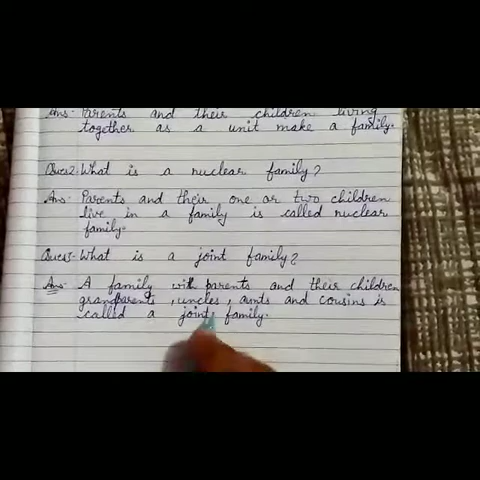 Ans- Parents and their children living
together as a unit make a family.
Ques2- What is a nuclear family?
Ans- Parents and their one or two children
live in a family is called nuclear
family.
Ques3- What is a joint family?
Ans- A family with parents and their children
grandparents, uncles, aunts and cousins is
called a joint family.